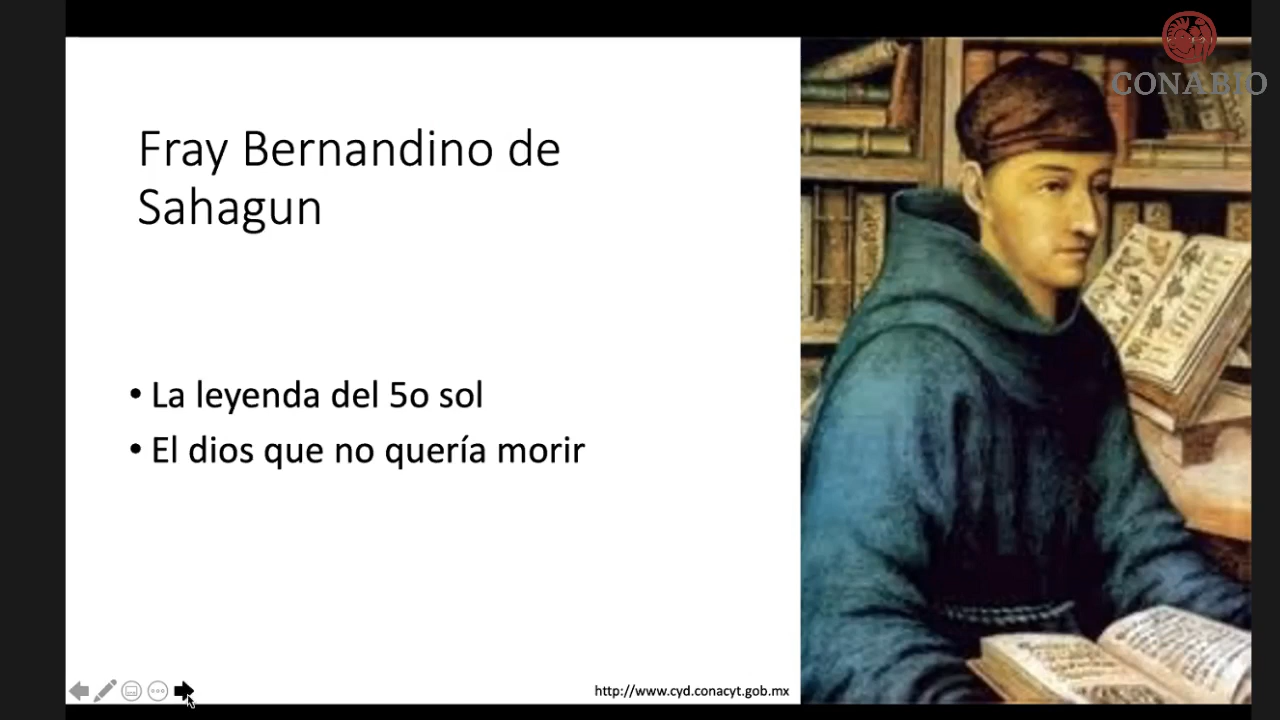 CONABIO
Fray Bernandino de
Sahagun
• La leyenda del 5o sol
• El dios que no quería morir
http://www.cyd.conacyt.gob.mx